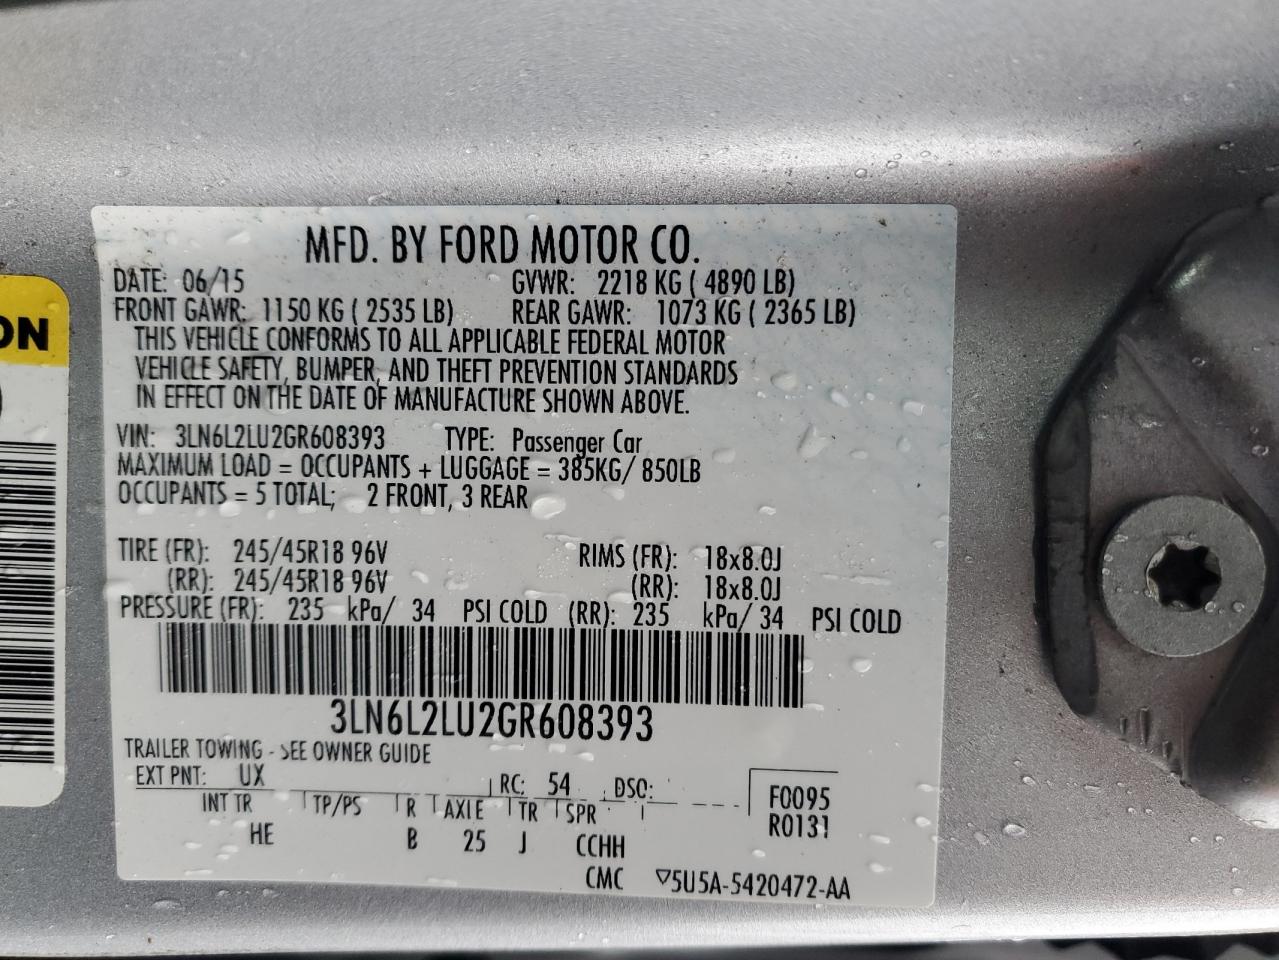 MFD. BY FORD MOTOR CO.
DATE: 06/15 GVWR: 2218 KG ( 4890 LB)
FRONT GAWR: 1150 KG ( 2535 LB) REAR GAWR: 1073 KG ( 2365 LB)
THIS VEHICLE CONFORMS TO ALL APPLICABLE FEDERAL MOTOR
VEHICLE SAFETY, BUMPER, AND THEFT PREVENTION STANDARDS
IN EFFECT ON THE DATE OF MANUFACTURE SHOWN ABOVE.
ON
VIN: 3LN6L2LU2GR608393 TYPE: Passenger Car
MAXIMUM LOAD = OCCUPANTS + LUGGAGE = 385KG/ 850LB
OCCUPANTS = 5 TOTAL; 2 FRONT, 3 REAR
TIRE (FR): 245/45R18 96V RIMS (FR): 18x8.0J
(RR): 245/45R18 96V (RR): 18x8.0J
PRESSURE (FR): 235 kPa/ 34 PSI COLD (RR): 235 kPa/ 34 PSI COLD
3LN6L2LU2GR608393
TRAILER TOWING - SEE OWNER GUIDE
EXT PNT: UX RC: 54 DSO:
INT TR TP/PS R AXLE TR SPR
F0095
R0131
HE B 25 J CCHH
CMC ▽5U5A-5420472-AA